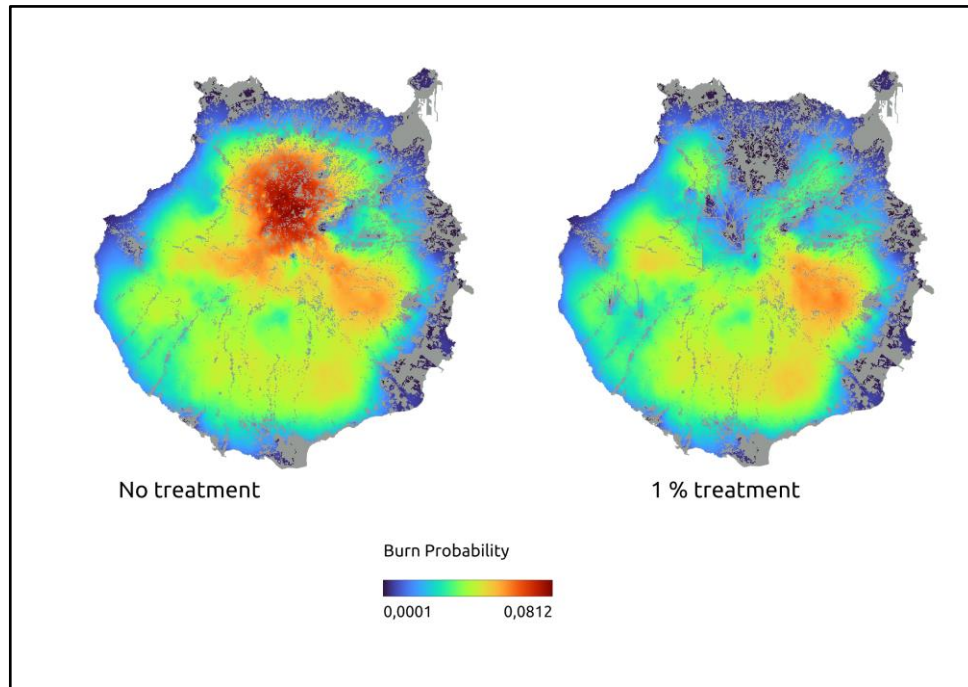 No treatment
1 % treatment
Burn Probability
0,0001
0,0812